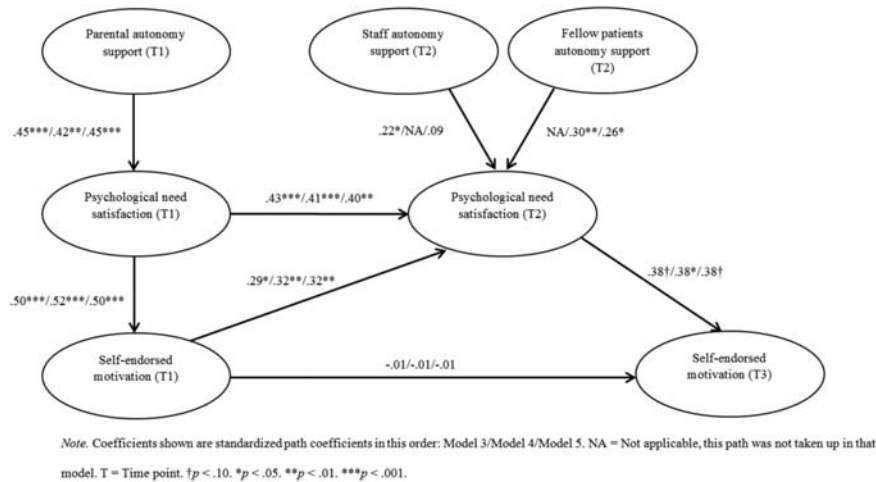 Parental autonomy
support (T1)
Staff autonomy
support (T2)
Fellow patients
autonomy support
(T2)
.45***/.42**/.45***
.22*/NA/.09
NA/.30**/.26*
Psychological need
satisfaction (T1)
.43***/.41***/.40**
Psychological need
satisfaction (T2)
.50***/.52***/.50***
.29*/.32**/.32**
.38†/.38*/.38†
Self-endorsed
motivation (T1)
-.01/-.01/-.01
Self-endorsed
motivation (T3)
Note. Coefficients shown are standardized path coefficients in this order: Model 3/Model 4/Model 5. NA = Not applicable, this path was not taken up in that
model. T = Time point. †p < .10. *p < .05. **p < .01. ***p < .001.